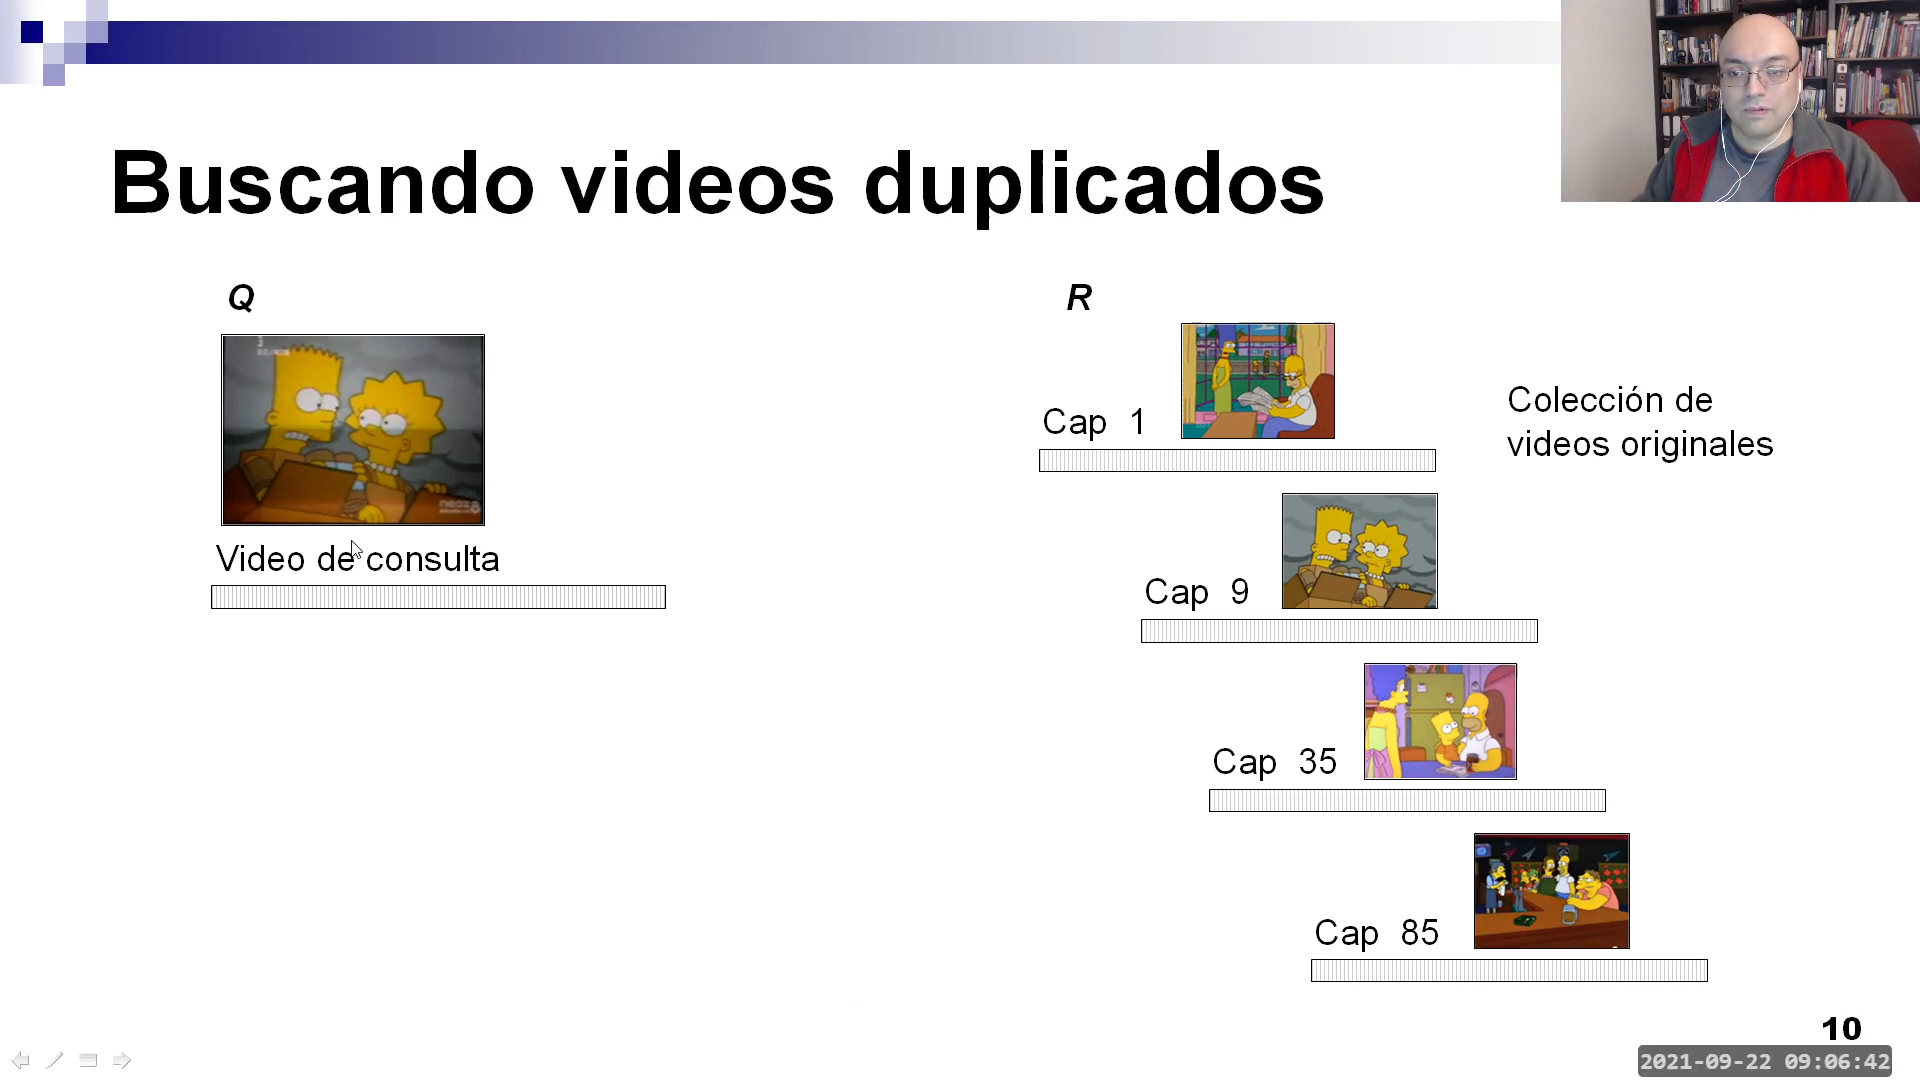 Buscando videos duplicados
Q
Video de consulta
R
Cap 1
Colección de
videos originales
Cap 9
Cap 35
Cap 85
10
2021-09-22 09:06:42